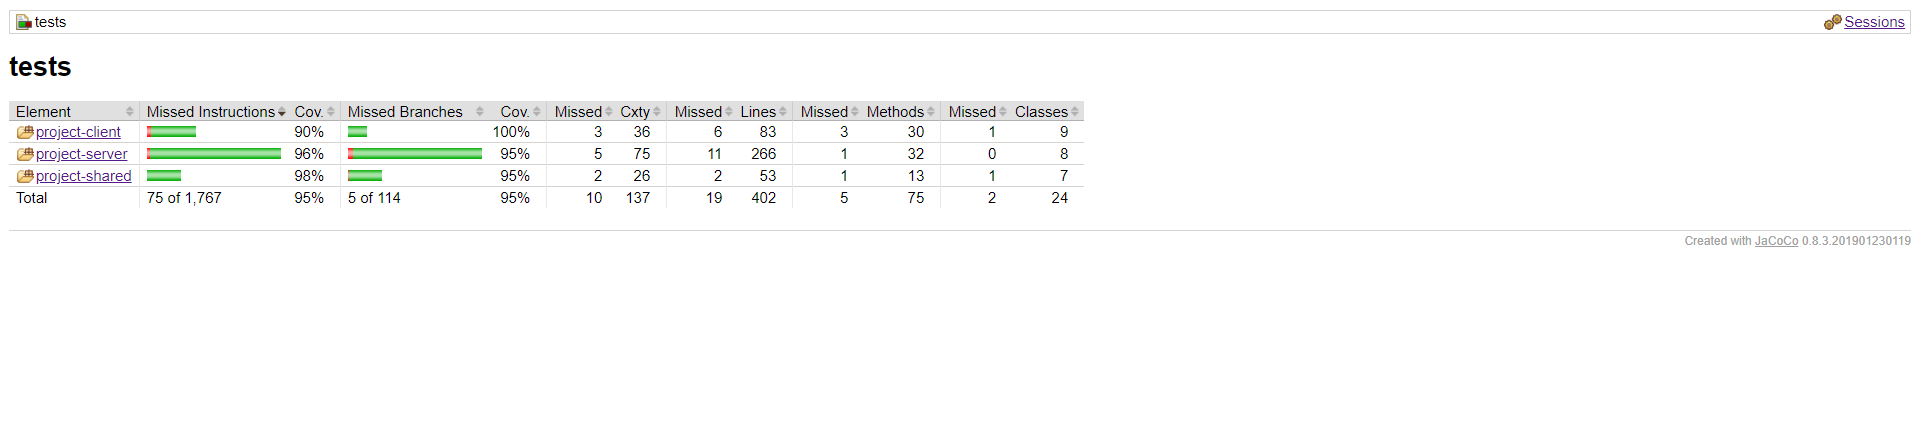 tests Sessions
tests
Element Missed Instructions Cov. Missed Branches Cov. Missed Cxty Missed Lines Missed Methods Missed Classes
project-client 90% 100% 3 36 6 83 3 30 1 9
project-server 96% 95% 5 75 11 266 1 32 0 8
project-shared 98% 95% 2 26 2 53 1 13 1 7
Total 75 of 1,767 95% 5 of 114 95% 10 137 19 402 5 75 2 24
Created with JaCoCo 0.8.3.201901230119